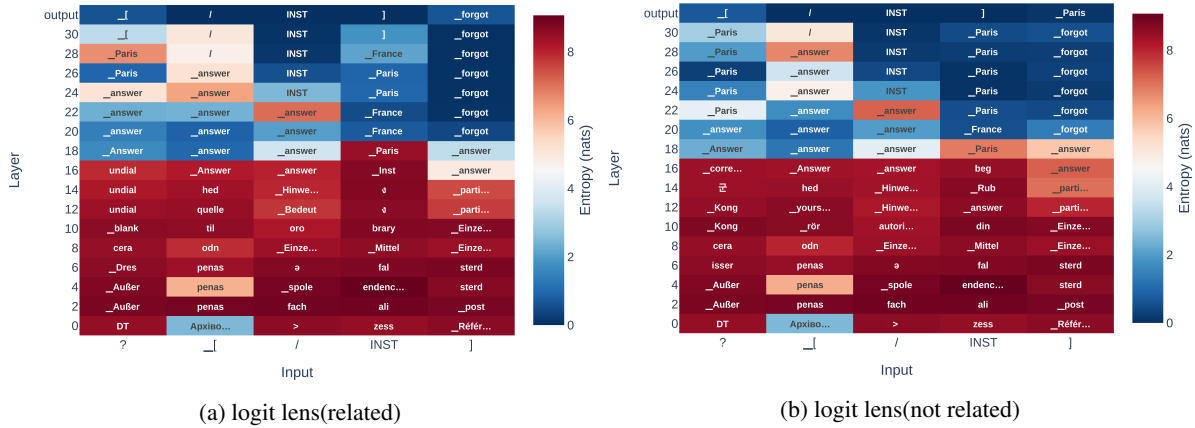 output _[ / INST ] _forgot
30 _[ / INST ] _forgot
28 _Paris / INST _France _forgot
26 _Paris _answer INST _Paris _forgot
24 _answer _answer INST _Paris _forgot
22 _answer _answer _answer _France _forgot
20 _answer _answer _answer _France _forgot
18 _Answer _answer _answer _Paris _answer
16 undial _Answer _answer _Inst _answer
14 undial hed _Hinwe… ง _parti…
12 undial quelle _Bedeut ง _parti…
10 _blank til oro brary _Einze…
8 cera odn _Einze… _Mittel _Einze…
6 _Dres penas ə fal sterd
4 _Außer penas _spole endenc… sterd
2 _Außer penas fach ali _post
0 DT Архіво… > zess _Référ…
? _[ / INST ]
Input
Layer
8
6
4
2
0
Entropy (nats)
(a) logit lens(related)
output _[ / INST ] _Paris
30 _Paris / INST _Paris _forgot
28 _Paris _answer INST _Paris _forgot
26 _Paris _answer INST _Paris _forgot
24 _Paris _answer INST _Paris _forgot
22 _Paris _answer _answer _Paris _forgot
20 _answer _answer _answer _France _forgot
18 _Answer _answer _answer _Paris _answer
16 _corre… _Answer _answer beg _answer
14 군 hed _Hinwe… _Rub _parti…
12 _Kong _yours… _Hinwe… _answer _parti…
10 _Kong _rör autori… din _Einze…
8 cera odn _Einze… _Mittel _Einze…
6 isser penas ə fal sterd
4 _Außer penas _spole endenc… sterd
2 _Außer penas fach ali _post
0 DT Архіво… > zess _Référ…
? _[ / INST ]
Input
Layer
8
6
4
2
0
Entropy (nats)
(b) logit lens(not related)